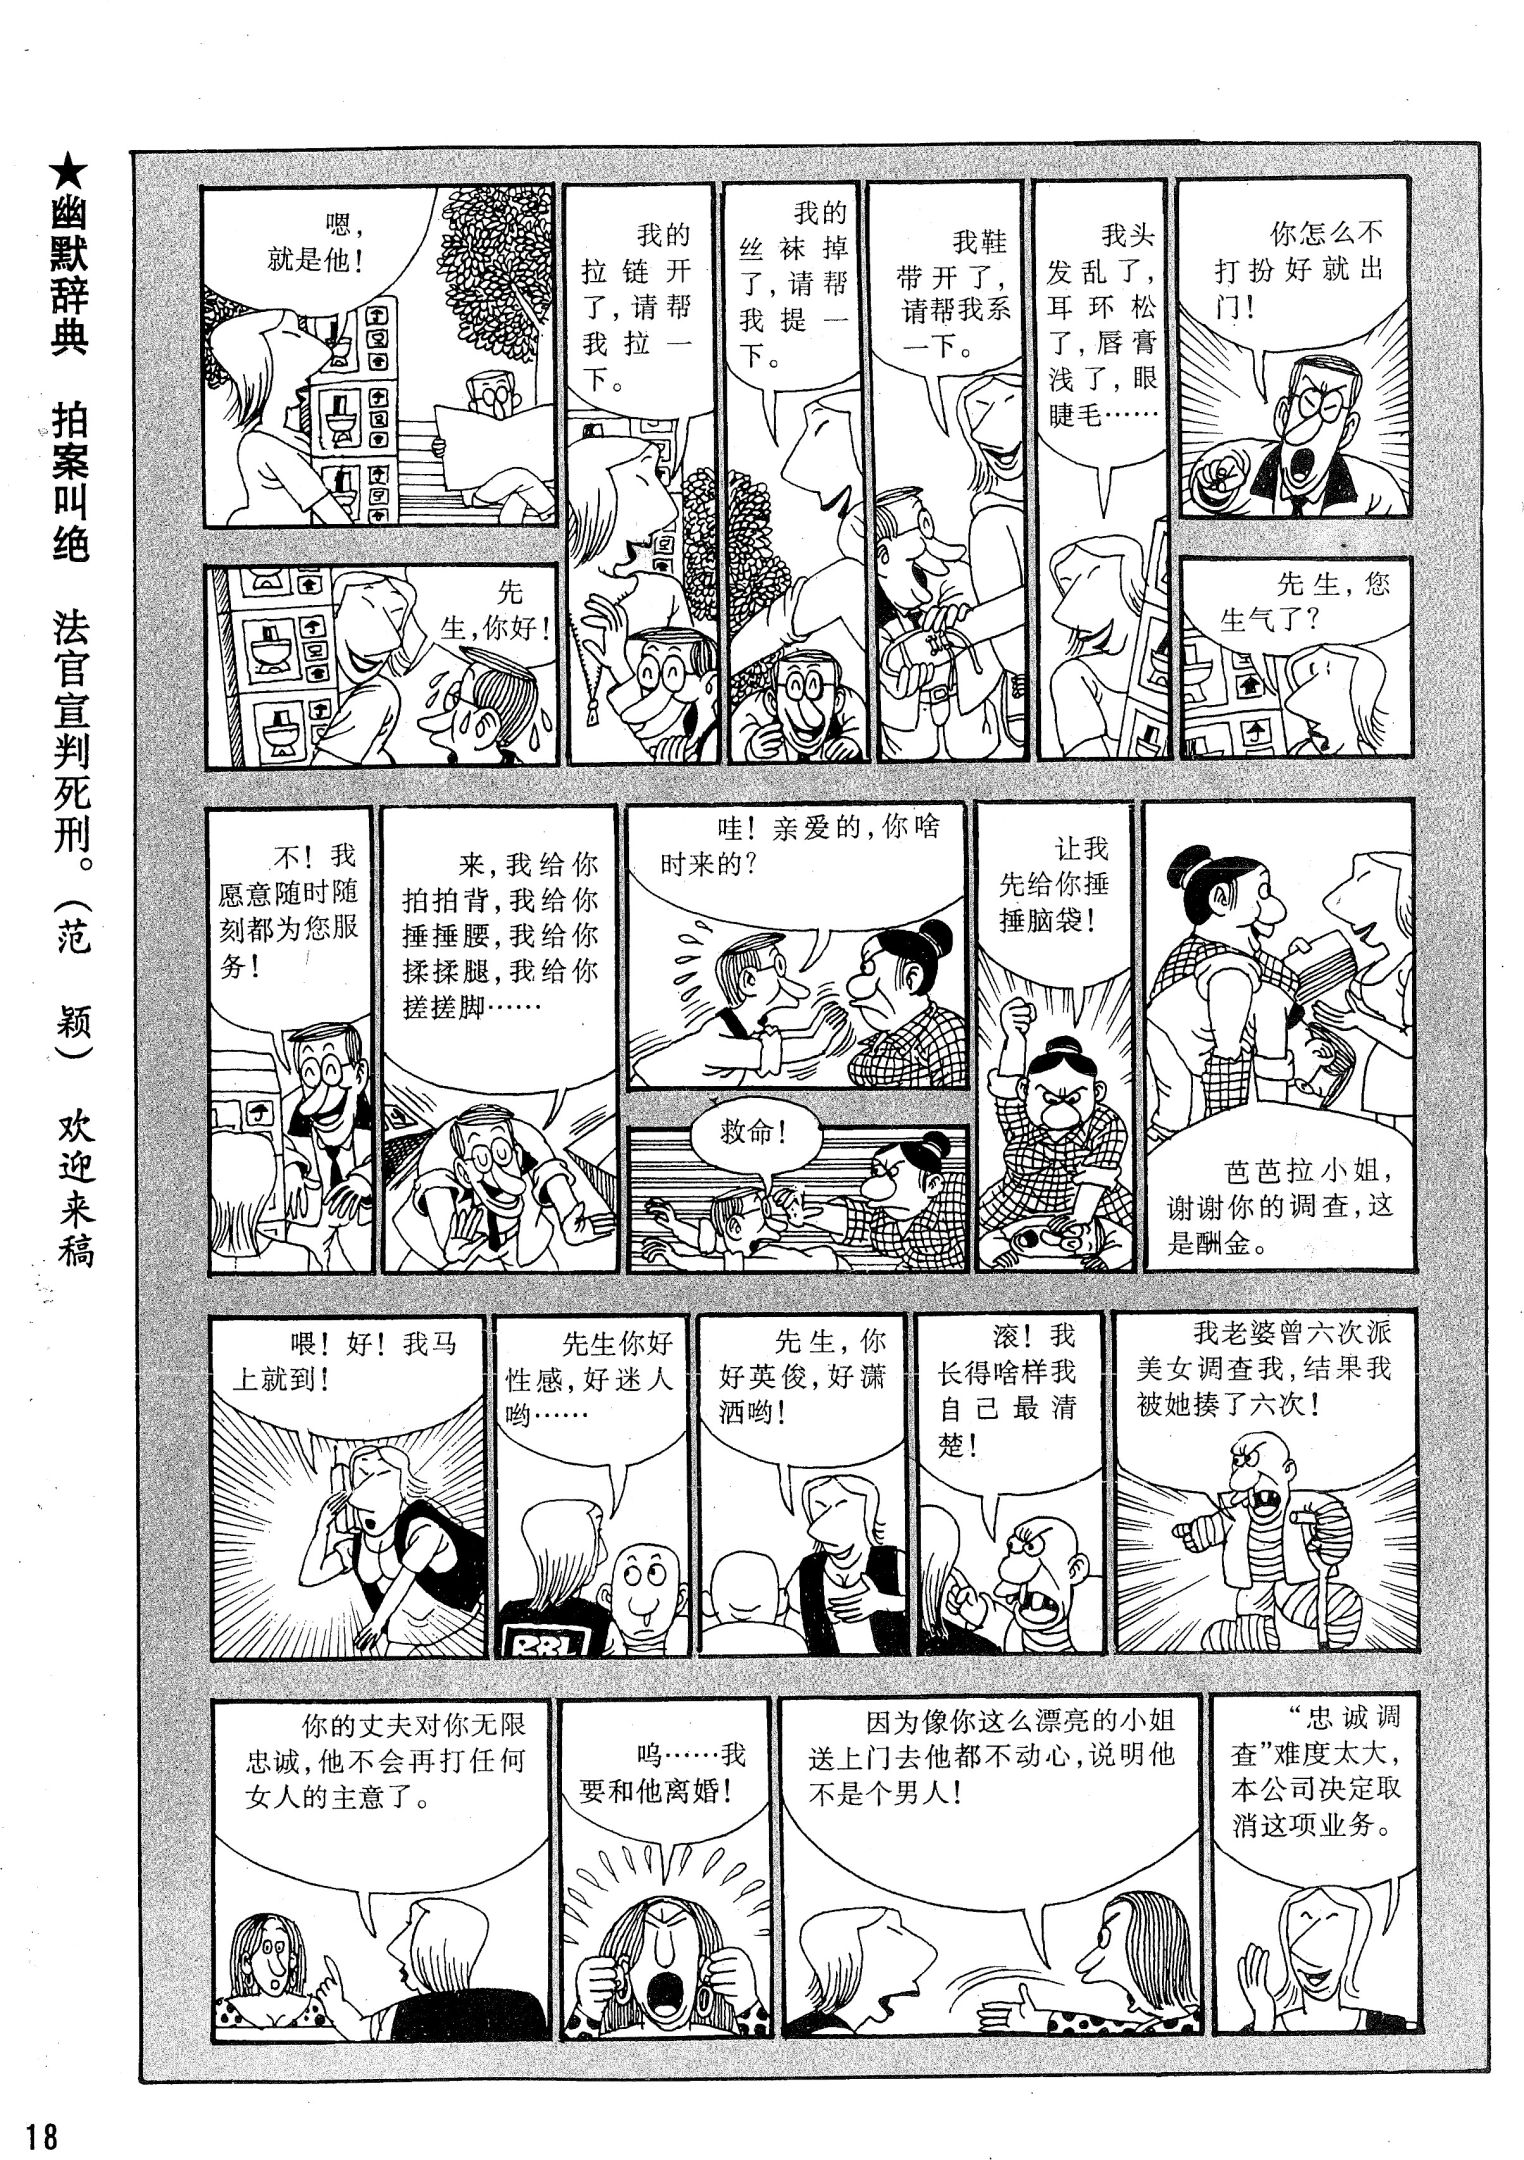 ★幽默辞典 拍案叫绝 法官宣判死刑。(范 颖) 欢迎来稿
嗯，
就是他！
先
生，你好！
我的
拉链开
了，请帮
我拉一
下。
我的
丝袜掉
了，请帮
我提一
下。
我鞋
带开了，
请帮我系
一下。
我头
发乱了，
耳环松
了，唇膏
浅了，眼
睫毛……
你怎么不
打扮好就出
门！
先生，您
生气了？
不！我
愿意随时随
刻都为您服
务！
来，我给你
拍拍背，我给你
捶捶腰，我给你
揉揉腿，我给你
搓搓脚……
哇！亲爱的，你啥
时来的？
救命！
让我
先给你捶
捶脑袋！
芭芭拉小姐，
谢谢你的调查，这
是酬金。
喂！好！我马
上就到！
先生你好
性感，好迷人
哟……
BBL
先生，你
好英俊，好潇
洒哟！
滚！我
长得啥样我
自己最清
楚！
我老婆曾六次派
美女调查我，结果我
被她揍了六次！
你的丈夫对你无限
忠诚，他不会再打任何
女人的主意了。
呜……我
要和他离婚！
因为像你这么漂亮的小姐
送上门去他都不动心，说明他
不是个男人！
“忠诚调
查”难度太大，
本公司决定取
消这项业务。
18